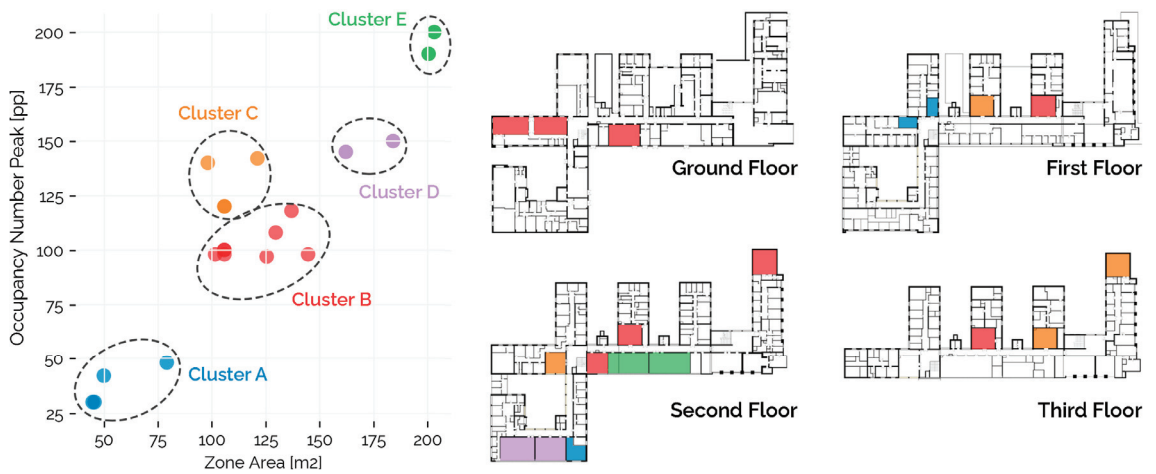 Cluster E
200
175
Cluster C
150
Cluster D
125
100
Cluster B
75
50
Cluster A
25
50 75 100 125 150 175 200
Zone Area [m2]
Occupancy Number Peak [pp]
Ground Floor
First Floor
Second Floor
Third Floor